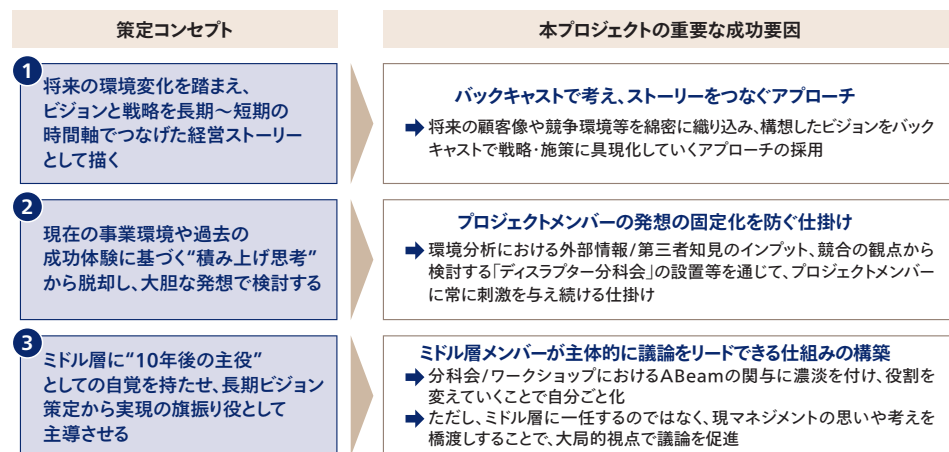 策定コンセプト
本プロジェクトの重要な成功要因
1
将来の環境変化を踏まえ、
ビジョンと戦略を長期～短期の
時間軸でつなげた経営ストーリー
として描く
バックキャストで考え、ストーリーをつなぐアプローチ
➡ 将来の顧客像や競争環境等を綿密に織り込み、構想したビジョンをバック
キャストで戦略・施策に具現化していくアプローチの採用
2
現在の事業環境や過去の
成功体験に基づく“積み上げ思考”
から脱却し、大胆な発想で検討する
プロジェクトメンバーの発想の固定化を防ぐ仕掛け
➡ 環境分析における外部情報/第三者知見のインプット、競合の観点から
検討する「ディスラプター分科会」の設置等を通じて、プロジェクトメンバー
に常に刺激を与え続ける仕掛け
3
ミドル層に“10年後の主役”
としての自覚を持たせ、長期ビジョン
策定から実現の旗振り役として
主導させる
ミドル層メンバーが主体的に議論をリードできる仕組みの構築
➡ 分科会/ワークショップにおけるABeamの関与に濃淡を付け、役割を
変えていくことで自分ごと化
➡ ただし、ミドル層に一任するのではなく、現マネジメントの思いや考えを
橋渡しすることで、大局的視点で議論を促進